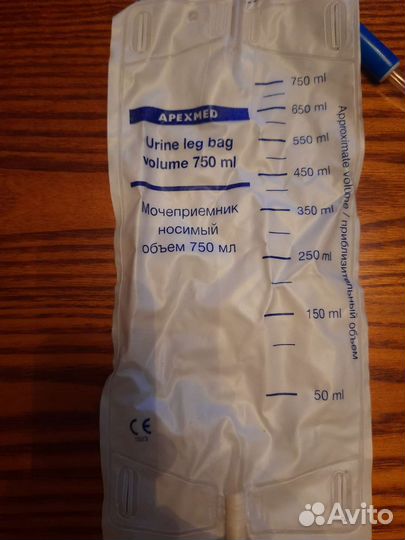 APEXMED
Urine leg bag
volume 750 ml
Мочеприемник
носимый
объем 750 мл
750 ml
650 ml
550 ml
450 ml
350 ml
250 ml
150 ml
50 ml
Approximate volume / приблизительный объем
CE
Avito